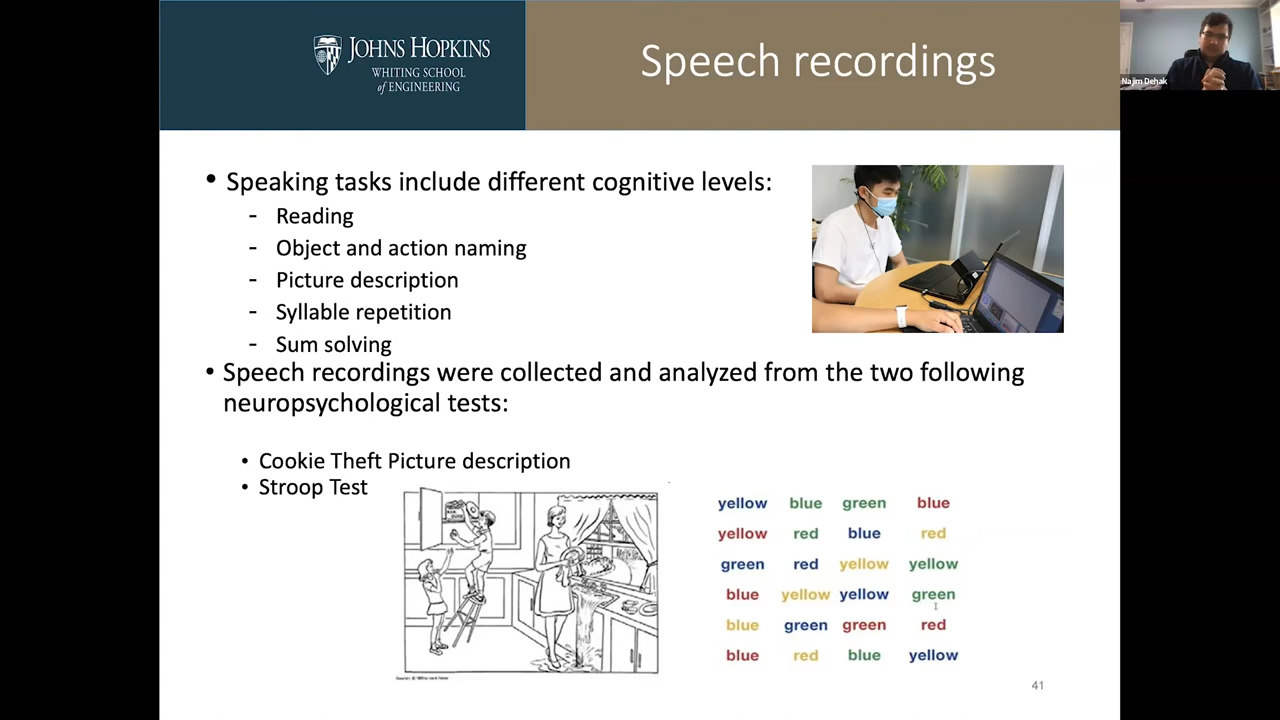 JOHNS HOPKINS
WHITING SCHOOL
of ENGINEERING
Speech recordings
Najim Dehak
• Speaking tasks include different cognitive levels:
- Reading
- Object and action naming
- Picture description
- Syllable repetition
- Sum solving
• Speech recordings were collected and analyzed from the two following
neuropsychological tests:
• Cookie Theft Picture description
• Stroop Test
yellow blue green blue
yellow red blue red
green red yellow yellow
blue yellow yellow green
blue green green red
blue red blue yellow
41